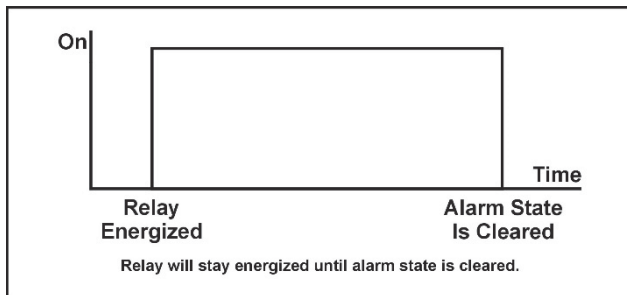 On
Time
Relay
Energized
Alarm State
Is Cleared
Relay will stay energized until alarm state is cleared.